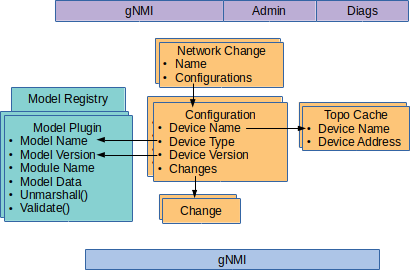 gNMI
Admin
Diags
Network Change
• Name
• Configurations
Model Registry
Model Plugin
• Model Name
• Model Version
• Module Name
• Model Data
• Unmarshall()
• Validate()
Configuration
• Device Name
• Device Type
• Device Version
• Changes
Topo Cache
• Device Name
• Device Address
Change
gNMI